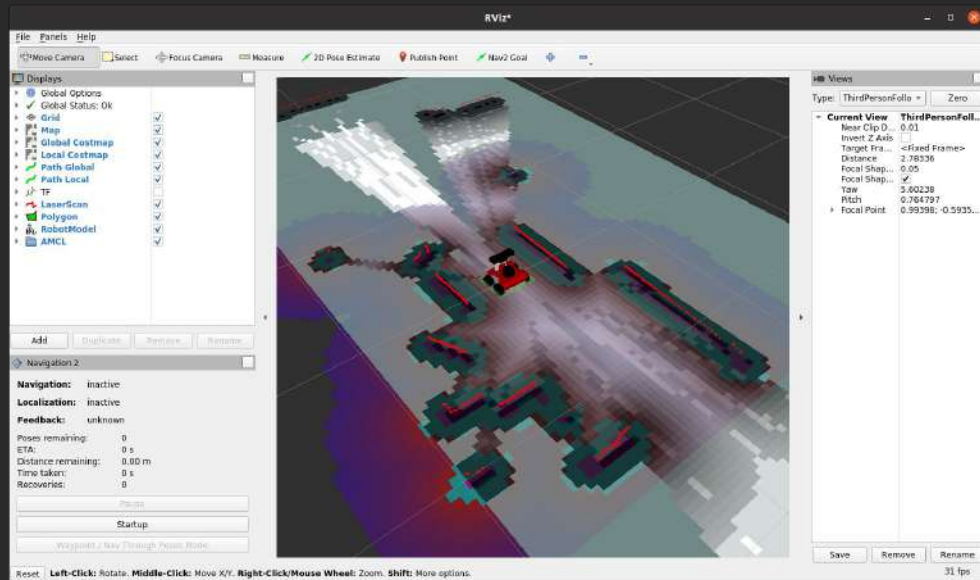 RViz*
File Panels Help
Move Camera Select Focus Camera Measure 2D Pose Estimate Publish Point Nav2 Goal
Displays
Global Options
Global Status: Ok
Grid
Map
Global Costmap
Local Costmap
Path Global
Path Local
TF
LaserScan
Polygon
RobotModel
AMCL
Add Duplicate Remove Rename
Navigation 2
Navigation: inactive
Localization: inactive
Feedback: unknown
Poses remaining: 0
ETA: 0 s
Distance remaining: 0.00 m
Time taken: 0 s
Recoveries: 0
Pause
Startup
Waypoint / Nav Through Poses Mode
Reset Left-Click: Rotate. Middle-Click: Move X/Y. Right-Click/Mouse Wheel: Zoom. Shift: More options.
Views
Type: ThirdPersonFollo Zero
Current View ThirdPersonFoll...
Near Clip D... 0.01
Invert Z Axis
Target Fra... <Fixed Frame>
Distance 2.78336
Focal Shap... 0.05
Focal Shap...
Yaw 5.60238
Pitch 0.764797
Focal Point 0.99398; -0.5935...
Save Remove Rename
31 fps